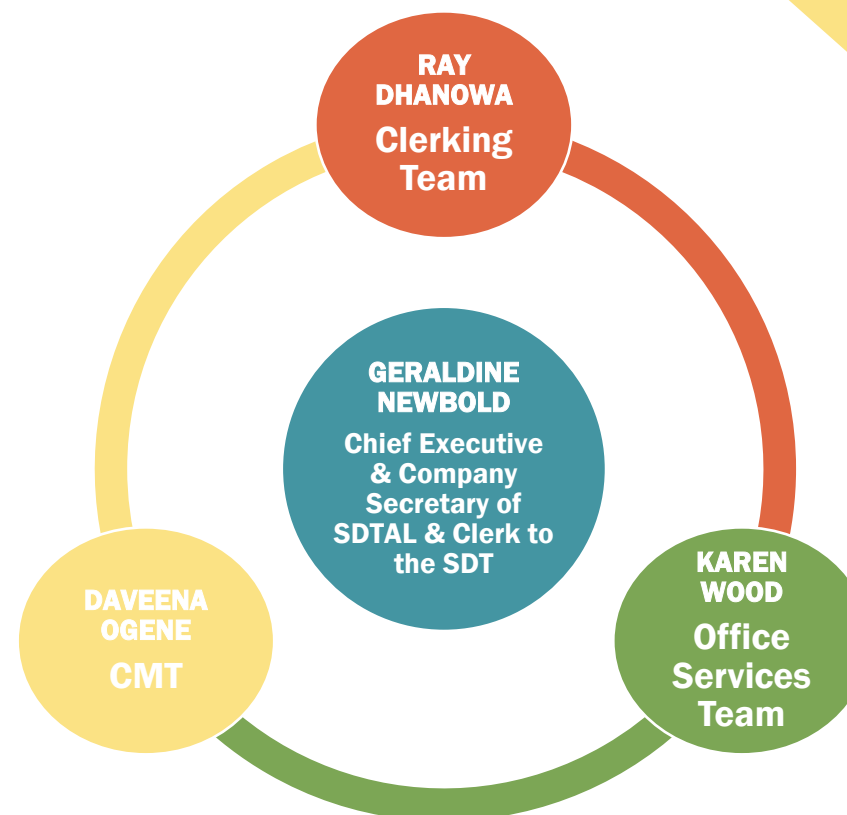 RAY
DHANOWA
Clerking
Team
GERALDINE
NEWBOLD
Chief Executive
& Company
Secretary of
SDTAL & Clerk to
the SDT
DAVEENA
OGENE
CMT
KAREN
WOOD
Office
Services
Team